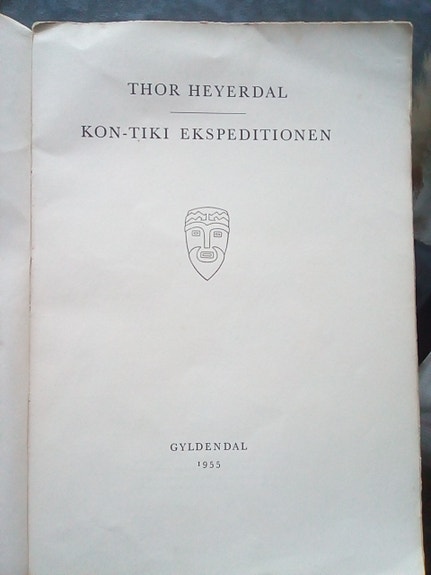 THOR HEYERDAL
KON-TIKI EKSPEDITIONEN
GYLDENDAL
1955